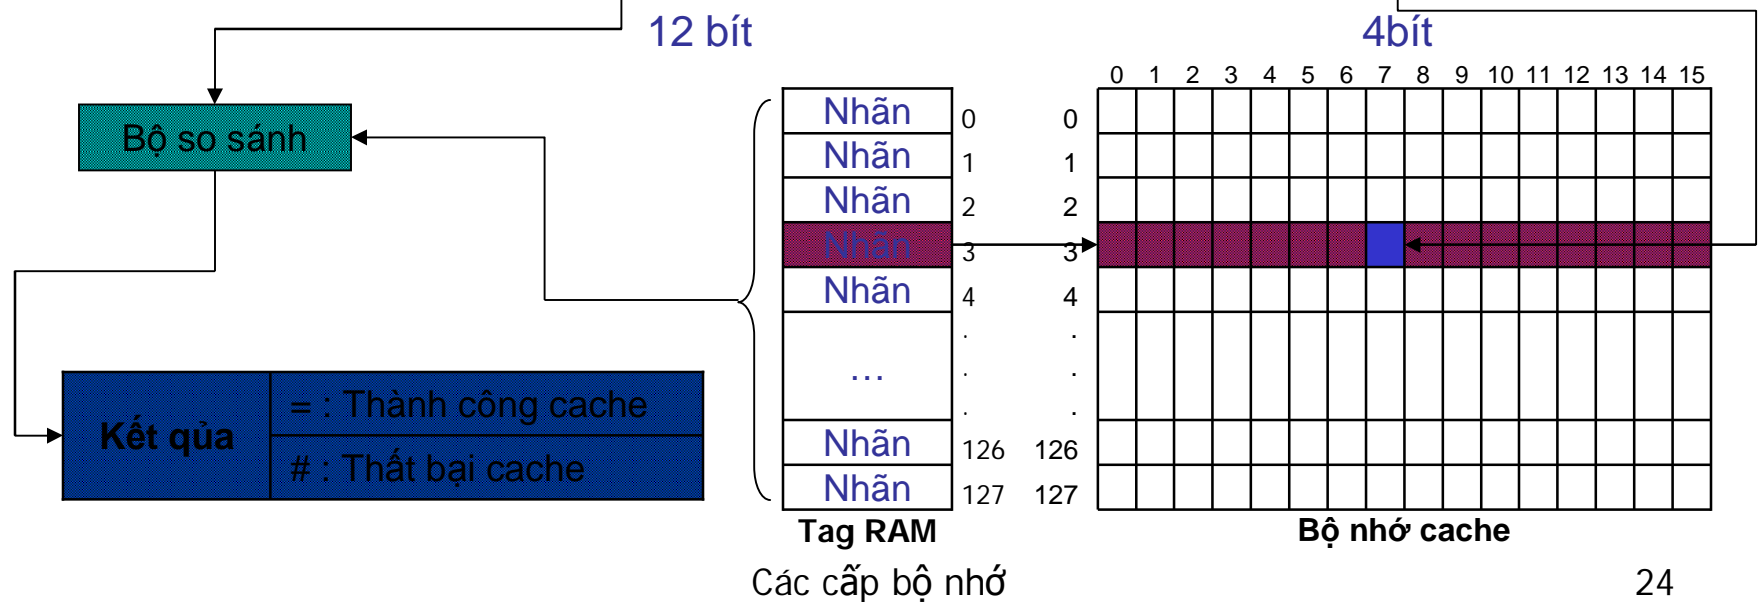 12 bít
4bít
0 1 2 3 4 5 6 7 8 9 10 11 12 13 14 15
Bộ so sánh
Nhãn 0 0
Nhãn 1 1
Nhãn 2 2
Nhãn 3 3
Nhãn 4 4
. .
... . .
. .
Nhãn 126 126
Nhãn 127 127
Kết qủa
= : Thành công cache
# : Thất bại cache
Tag RAM
Bộ nhớ cache
Các cấp bộ nhớ
24